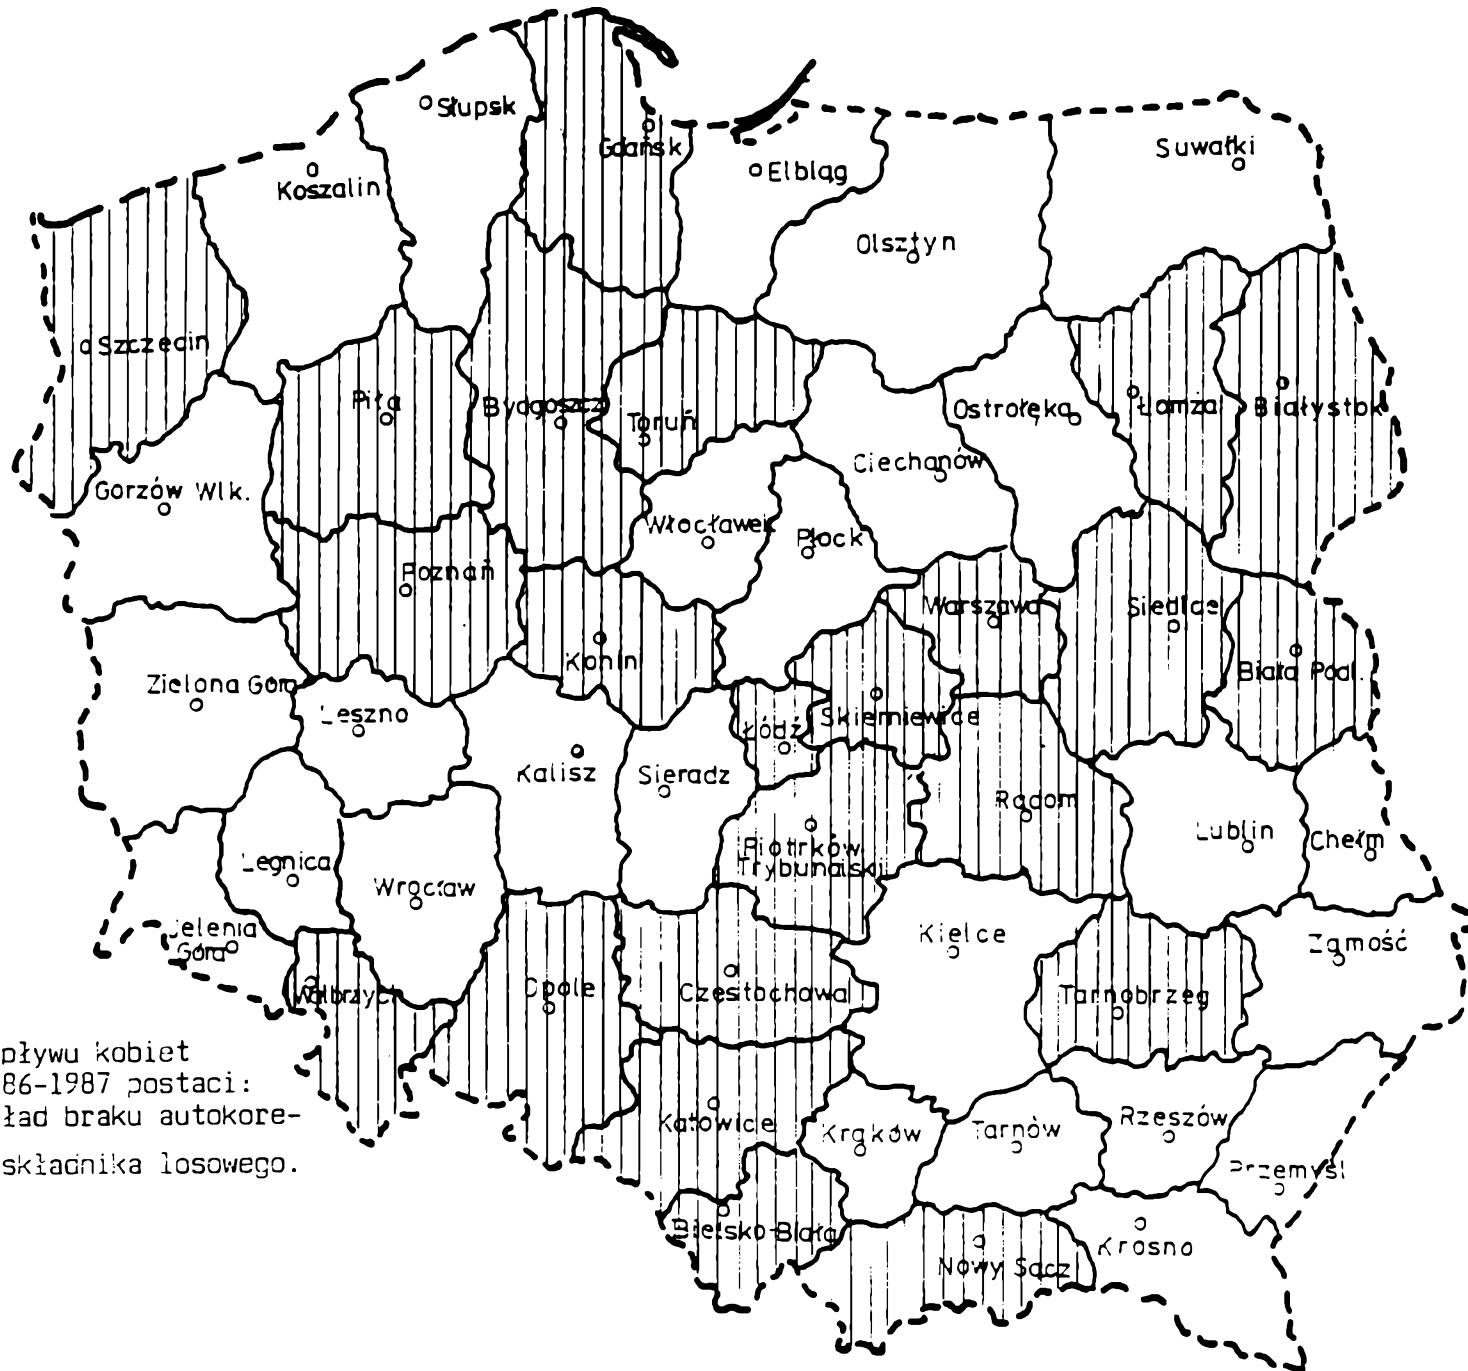 Słupsk
Gdańsk
Suwałki
Koszalin
Elbląg
Olsztyn
Szczecin
Piła
Bydgoszcz
Toruń
Ostrołęka
Łomża
Białystok
Ciechanów
Gorzów Wlk.
Włocławek
Płock
Poznań
Warszawa
Siedlce
Konin
Biała Podl.
Zielona Góra
Leszno
Łódź
Skierniewice
Kalisz
Sieradz
Radom
Lublin
Chełm
Legnica
Piotrków
Trybunalski
Wrocław
Jelenia
Góra
Kielce
Zamość
Wałbrzych
Opole
Częstochowa
Tarnobrzeg
pływu kobiet
86-1987 postaci:
ład braku autokore-
składnika losowego.
Katowice
Kraków
Tarnów
Rzeszów
Przemyśl
Bielsko-Biała
Nowy Sącz
Krosno